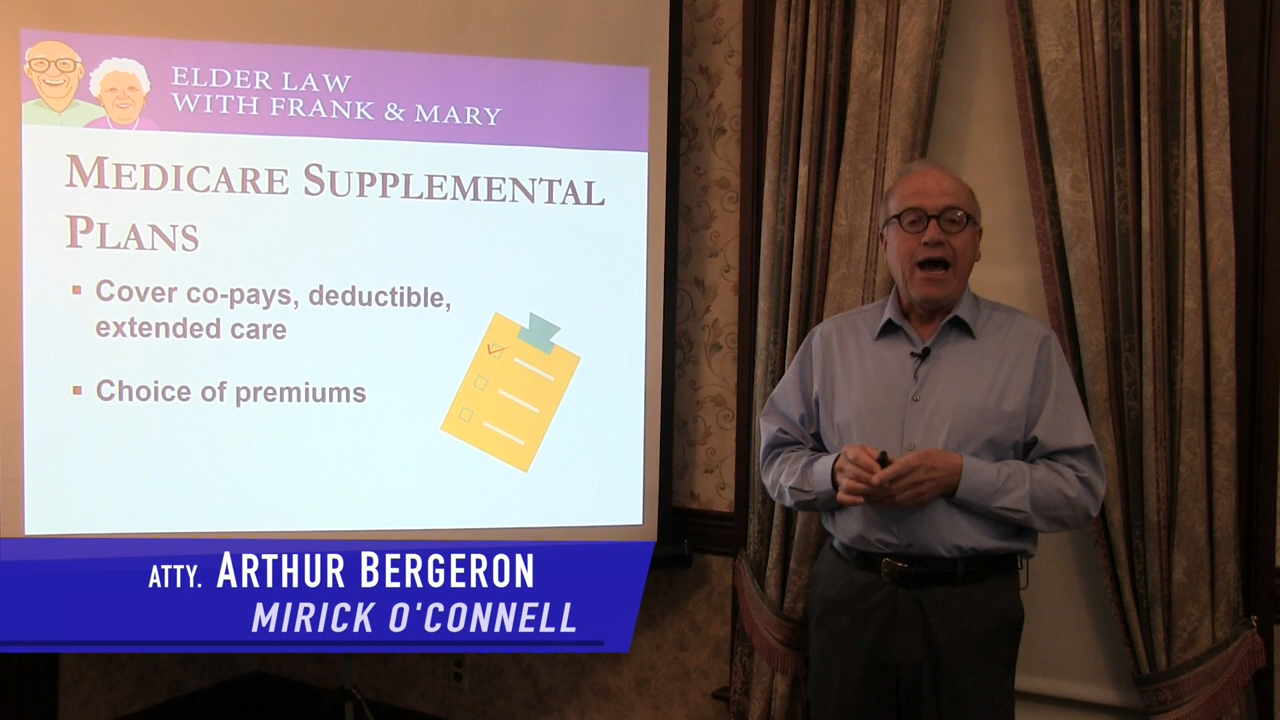 ELDER LAW
WITH FRANK & MARY
MEDICARE SUPPLEMENTAL
PLANS
Cover co-pays, deductible,
extended care
Choice of premiums
ATTY. ARTHUR BERGERON
MIRICK O'CONNELL